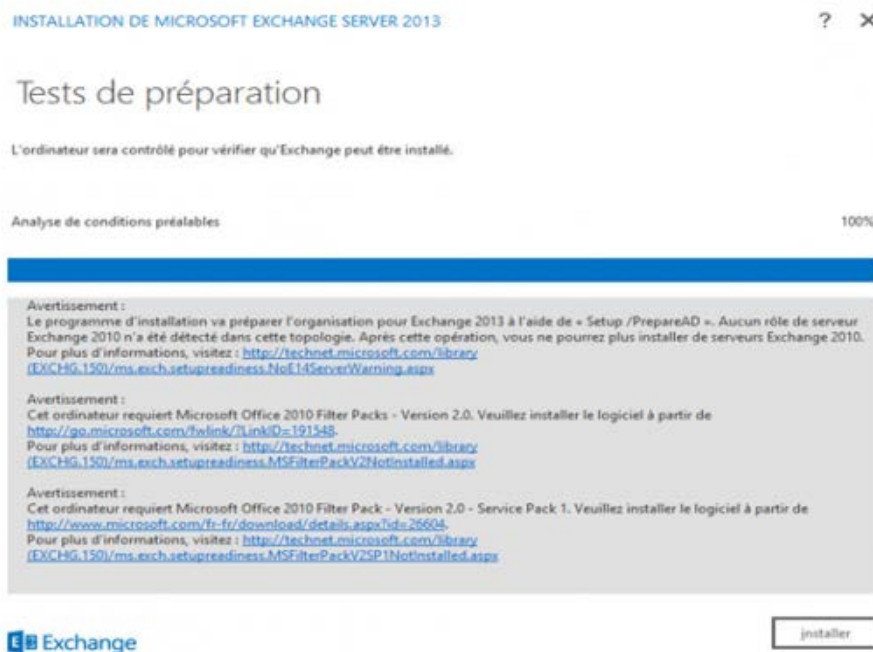 INSTALLATION DE MICROSOFT EXCHANGE SERVER 2013
? ×
Tests de préparation
L'ordinateur sera contrôlé pour vérifier qu'Exchange peut être installé.
Analyse de conditions préalables
100%
Avertissement :
Le programme d'installation va préparer l'organisation pour Exchange 2013 à l'aide de « Setup /PrepareAD ». Aucun rôle de serveur
Exchange 2010 n'a été détecté dans cette topologie. Après cette opération, vous ne pourrez plus installer de serveurs Exchange 2010.
Pour plus d'informations, visitez : http://technet.microsoft.com/library
(EXCHG.150)/ms.exch.setupreadiness.NoE14ServerWarning.aspx
Avertissement :
Cet ordinateur requiert Microsoft Office 2010 Filter Packs - Version 2.0. Veuillez installer le logiciel à partir de
http://go.microsoft.com/fwlink/?LinkID=191548.
Pour plus d'informations, visitez : http://technet.microsoft.com/library
(EXCHG.150)/ms.exch.setupreadiness.MSFilterPackV2NotInstalled.aspx
Avertissement :
Cet ordinateur requiert Microsoft Office 2010 Filter Pack - Version 2.0 - Service Pack 1. Veuillez installer le logiciel à partir de
http://www.microsoft.com/fr-fr/download/details.aspx?id=26604.
Pour plus d'informations, visitez : http://technet.microsoft.com/library
(EXCHG.150)/ms.exch.setupreadiness.MSFilterPackV2SP1NotInstalled.aspx
Exchange
installer